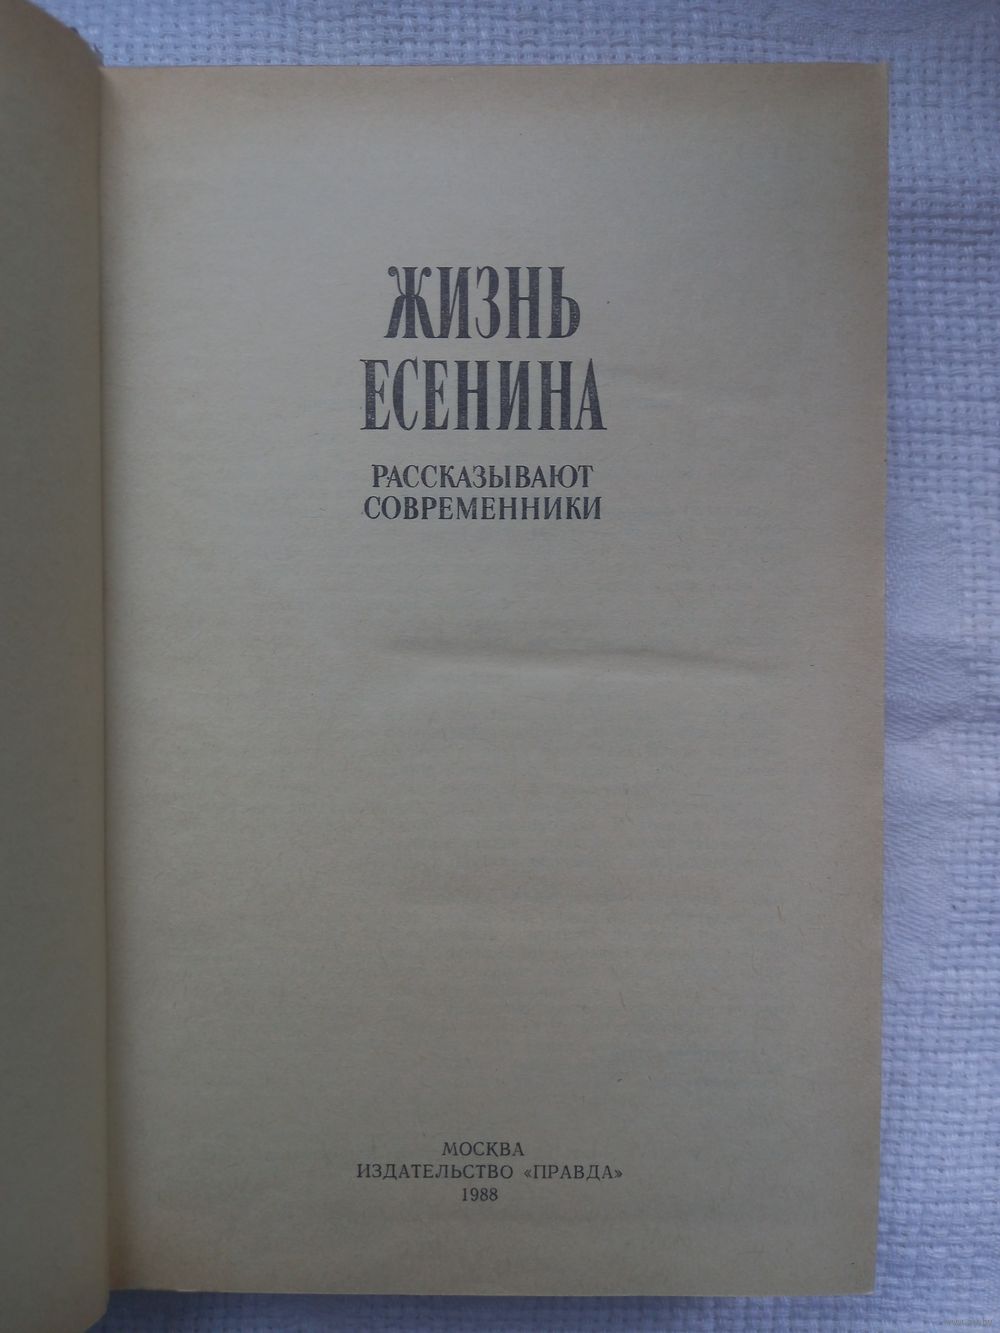 ЖИЗНЬ
ЕСЕНИНА
РАССКАЗЫВАЮТ
СОВРЕМЕННИКИ
МОСКВА
ИЗДАТЕЛЬСТВО «ПРАВДА»
1988